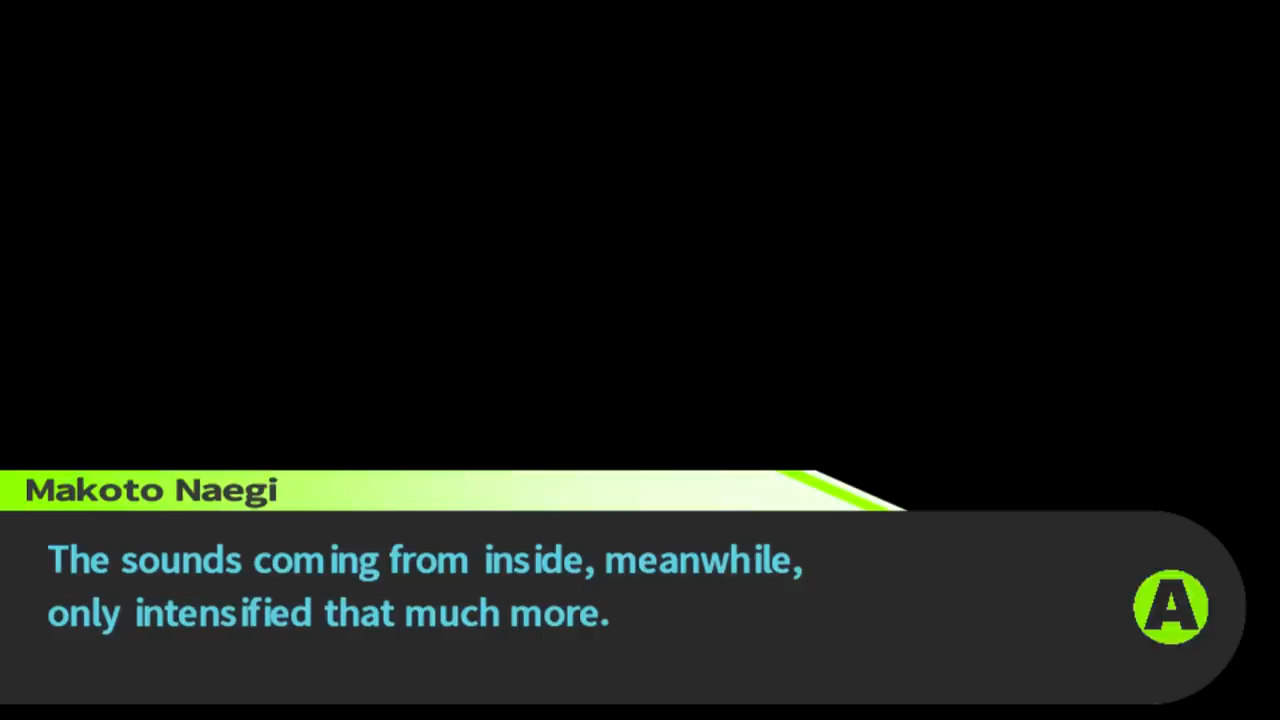 Makoto Naegi
The sounds coming from inside, meanwhile,
only intensified that much more.
A